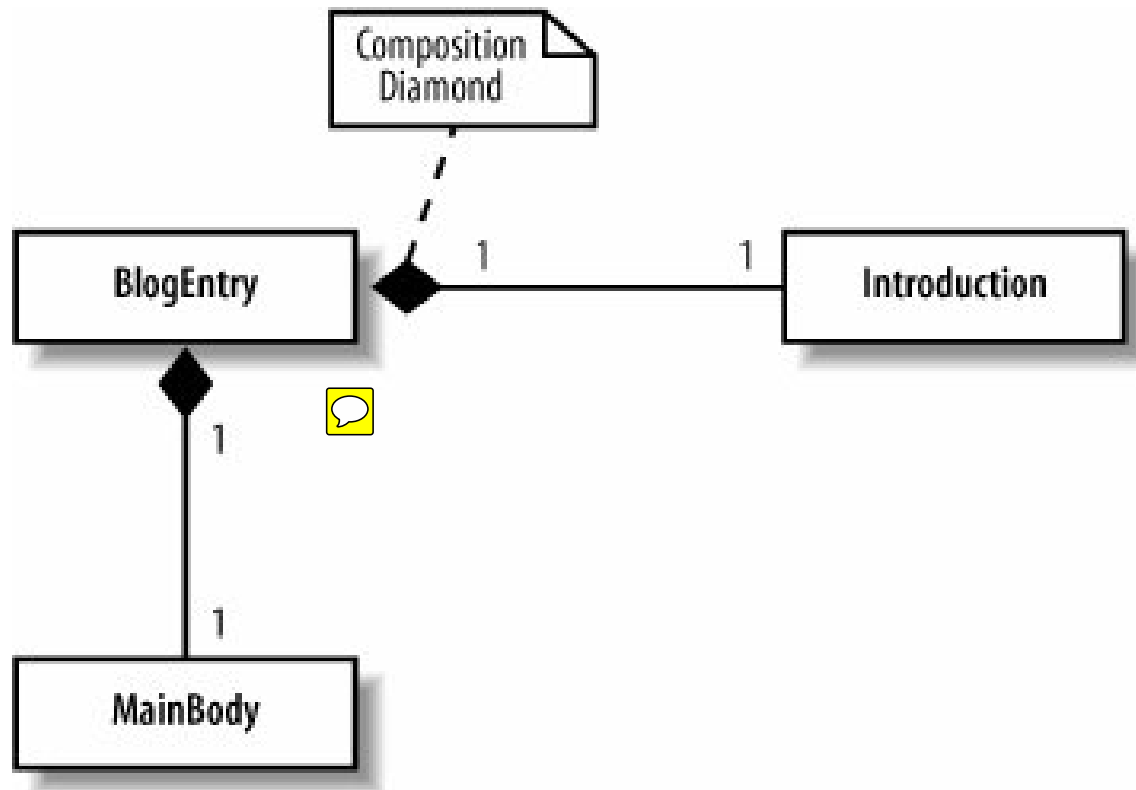 Composition
Diamond
1
1
BlogEntry
Introduction
1
1
MainBody